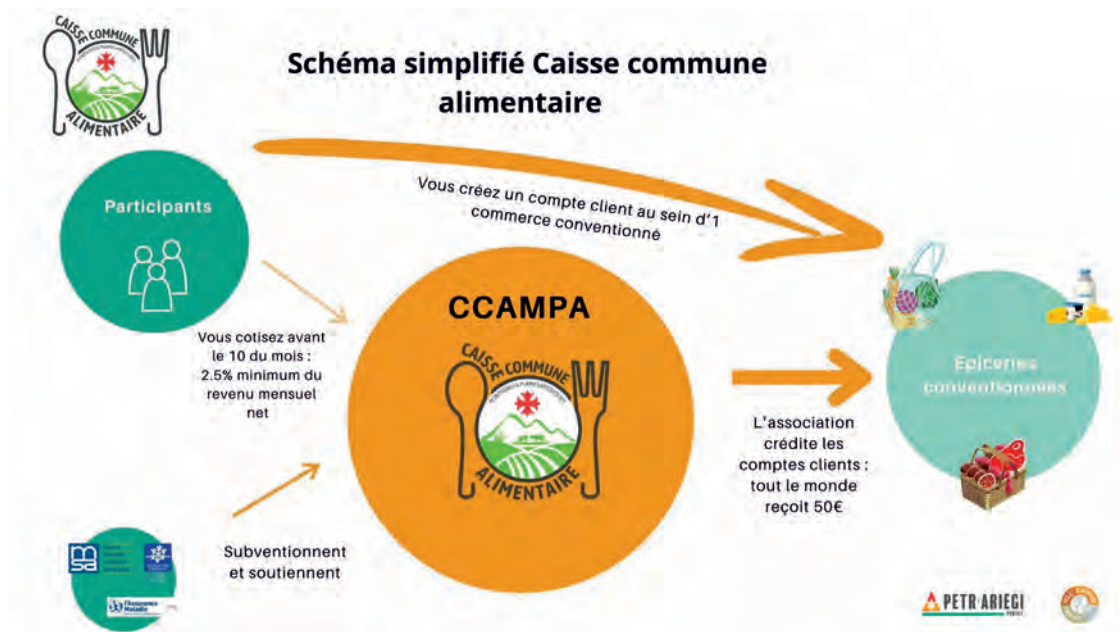 CAISSE COMMUNE
ALIMENTAIRE
Schéma simplifié Caisse commune
alimentaire
Participants
Vous créez un compte client au sein d'1
commerce conventionné
CCAMPA
CAISSE COMMUNE
ALIMENTAIRE
Vous cotisez avant
le 10 du mois :
2.5% minimum du
revenu mensuel
net
Epiceries
conventionnées
L'association
crédite les
comptes clients :
tout le monde
reçoit 50€
Subventionnent
et soutiennent
msa
l'Assurance
Maladie
PETR ARIEGE